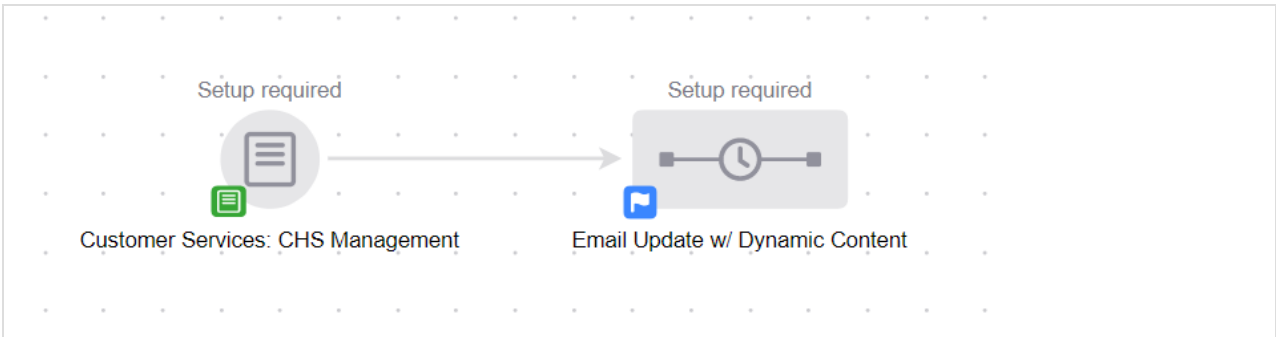 Setup required
Setup required
Customer Services: CHS Management
Email Update w/ Dynamic Content